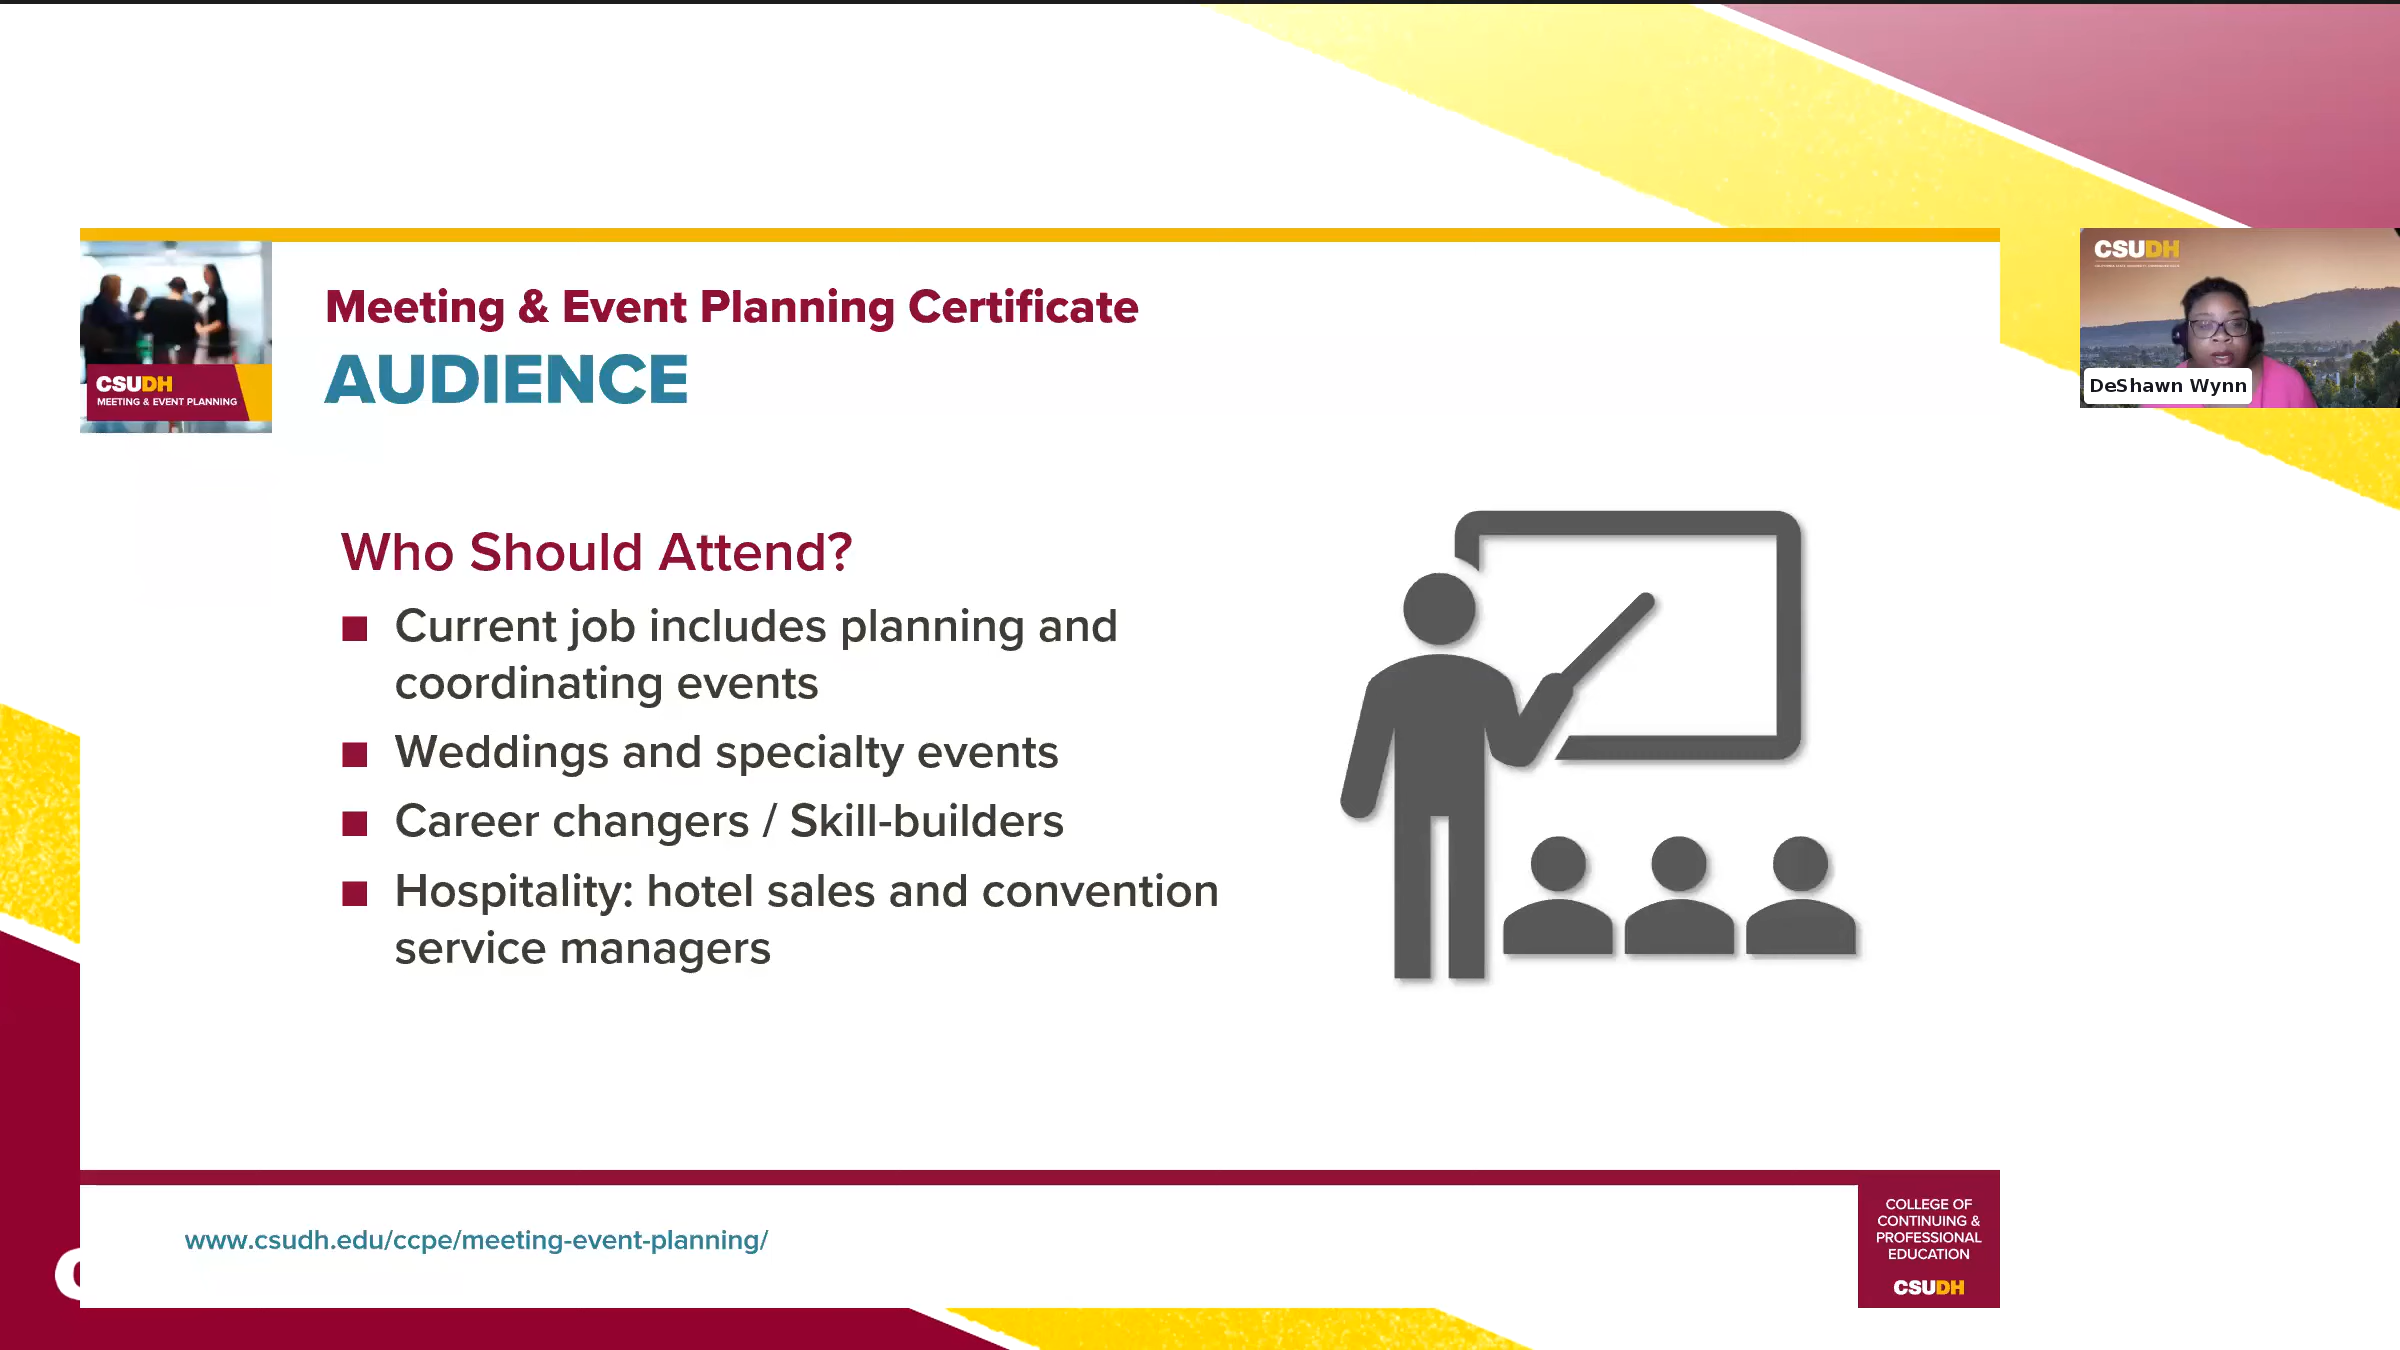 Meeting & Event Planning Certificate
AUDIENCE
CSUDH
MEETING & EVENT PLANNING
CSUDH
DeShawn Wynn
Who Should Attend?
■ Current job includes planning and
coordinating events
■ Weddings and specialty events
■ Career changers / Skill-builders
■ Hospitality: hotel sales and convention
service managers
www.csudh.edu/ccpe/meeting-event-planning/
COLLEGE OF
CONTINUING &
PROFESSIONAL
EDUCATION
CSUDH